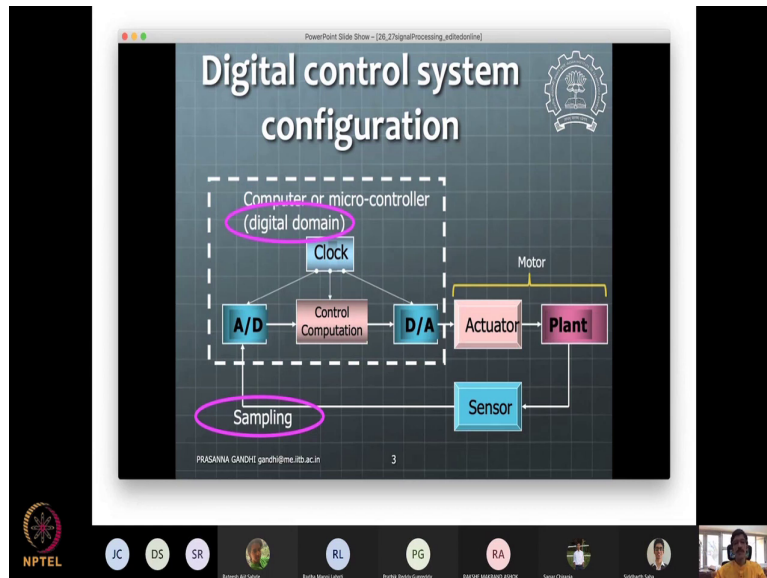 PowerPoint Slide Show – [26_27signalProcessing_editedonline]
Digital control system
configuration
Computer or micro-controller
(digital domain)
Clock
Motor
A/D
Control
Computation
D/A
Actuator
Plant
Sensor
Sampling
PRASANNA GANDHI gandhi@me.iitb.ac.in
3
NPTEL
JC
DS
SR
RL
PG
RA